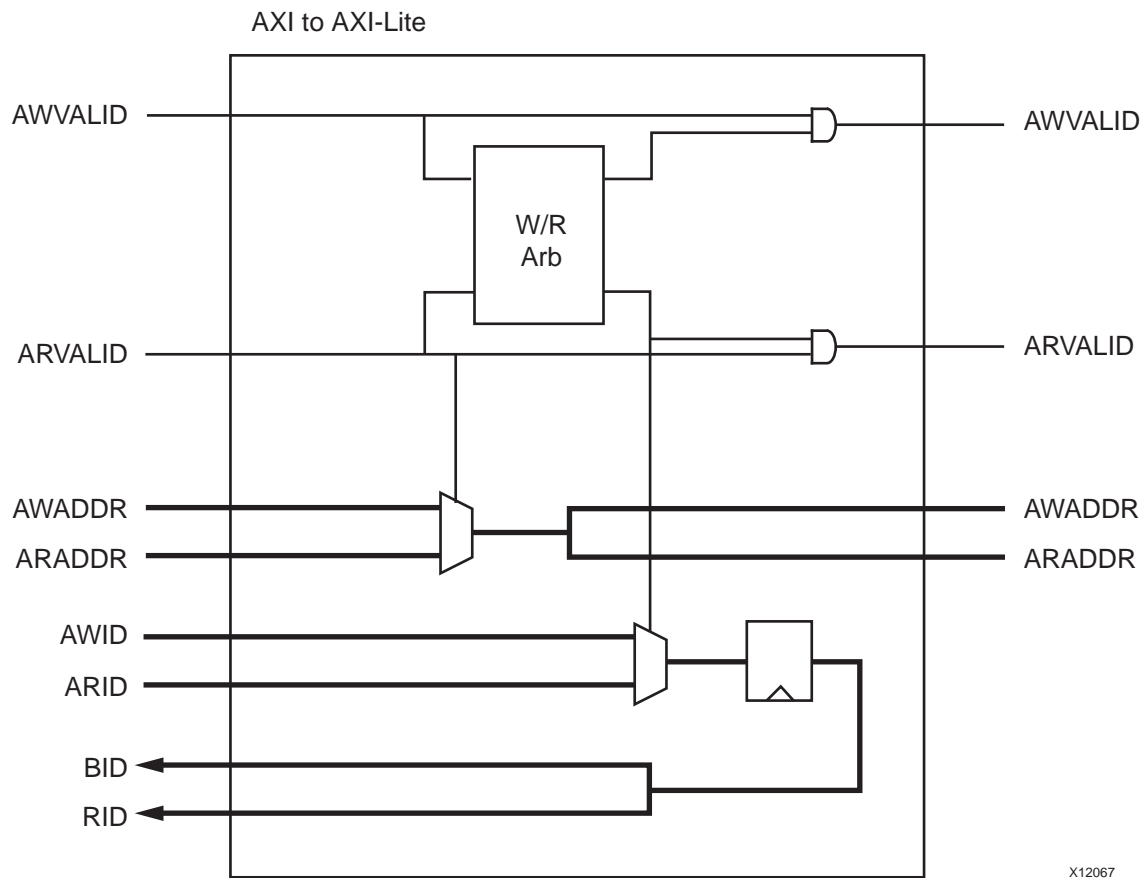 AXI to AXI-Lite
AWVALID
AWVALID
W/R
Arb
ARVALID
ARVALID
AWADDR
AWADDR
ARADDR
ARADDR
AWID
ARID
BID
RID
X12067